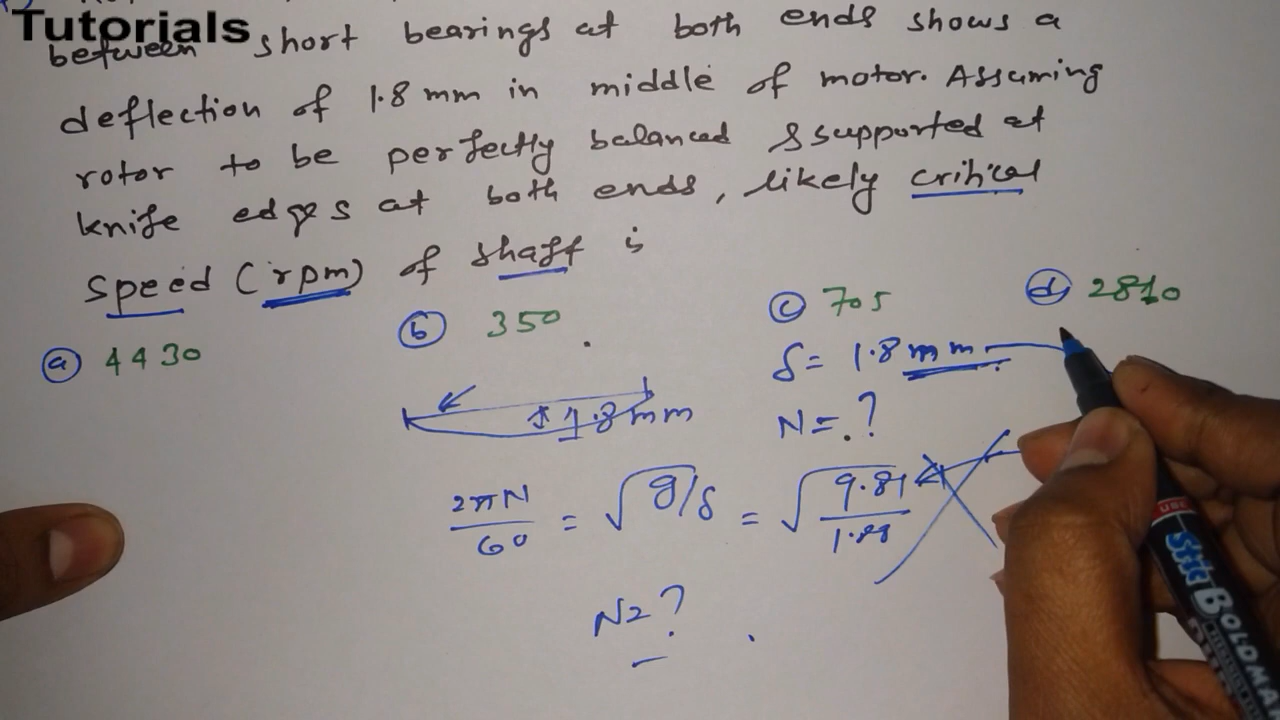 Tutorials
between short bearings at both ends shows a
deflection of 1.8 mm in middle of motor. Assuming
rotor to be perfectly balanced & supported at
knife edges at both ends, likely critical
speed (rpm) of shaft is
(a) 4430 (b) 350 (c) 705 (d) 2810
δ = 1.8 mm
1.8 mm
N = ?
2πN/60 = √g/δ = √9.81/1.8
N = ?
STIC BOLDMA